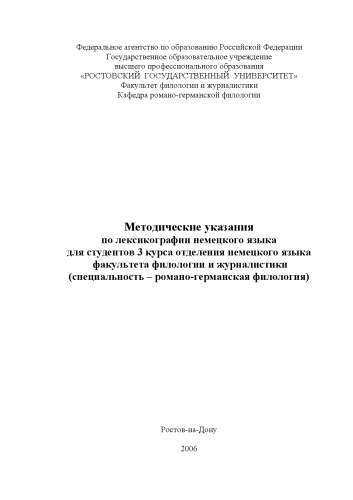 Федеральное агентство по образованию Российской Федерации
Государственное образовательное учреждение
высшего профессионального образования
«РОСТОВСКИЙ ГОСУДАРСТВЕННЫЙ УНИВЕРСИТЕТ»
Факультет филологии и журналистики
Кафедра романо-германской филологии
Методические указания
по лексикографии немецкого языка
для студентов 3 курса отделения немецкого языка
факультета филологии и журналистики
(специальность – романо-германская филология)
Ростов-на-Дону
2006